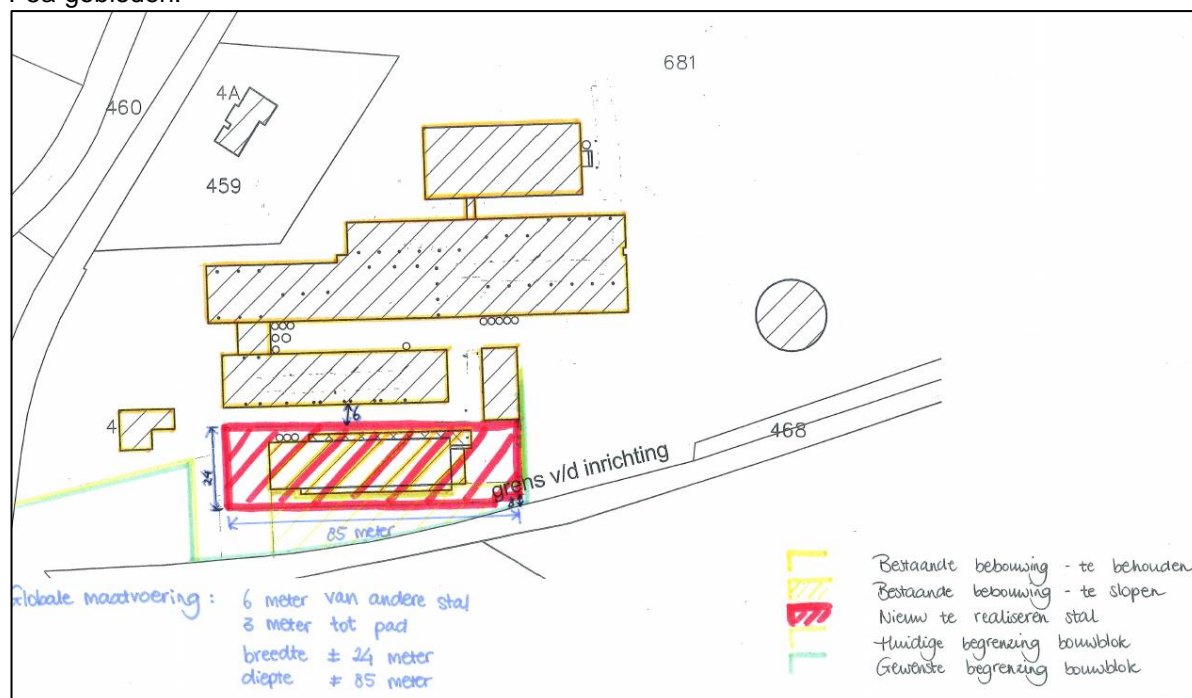 681
4A
460
459
6
4
468
grens v/d inrichting
24
85 meter
Globale maatvoering : 6 meter van andere stal
3 meter tot pad
breedte ± 24 meter
diepte ± 85 meter
Bestaande bebouwing - te behouden
Bestaande bebouwing - te slopen
Nieuw te realiseren stal
Huidige begrenzing bouwblok
Gewenste begrenzing bouwblok